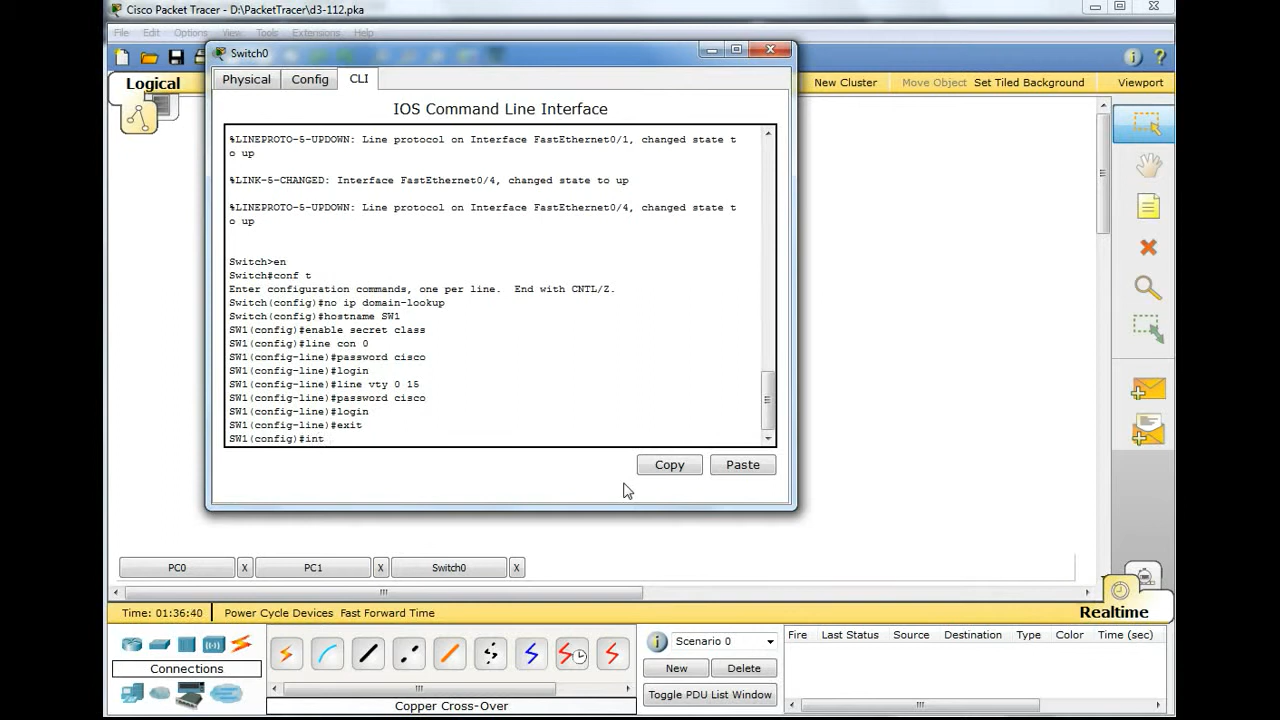 Cisco Packet Tracer - D:\PacketTracer\d3-112.pka
File Edit Options View Tools Extensions Help
Logical
New Cluster Move Object Set Tiled Background Viewport
Switch0
Physical Config CLI
IOS Command Line Interface
%LINEPROTO-5-UPDOWN: Line protocol on Interface FastEthernet0/1, changed state t
o up
%LINK-5-CHANGED: Interface FastEthernet0/4, changed state to up
%LINEPROTO-5-UPDOWN: Line protocol on Interface FastEthernet0/4, changed state t
o up
Switch>en
Switch#conf t
Enter configuration commands, one per line.  End with CNTL/Z.
Switch(config)#no ip domain-lookup
Switch(config)#hostname SW1
SW1(config)#enable secret class
SW1(config)#line con 0
SW1(config-line)#password cisco
SW1(config-line)#login
SW1(config-line)#line vty 0 15
SW1(config-line)#password cisco
SW1(config-line)#login
SW1(config-line)#exit
SW1(config)#int
Copy Paste
PC0 X PC1 X Switch0 X
Time: 01:36:40 Power Cycle Devices Fast Forward Time
Realtime
Connections
Copper Cross-Over
Scenario 0
New Delete
Toggle PDU List Window
Fire Last Status Source Destination Type Color Time (sec)